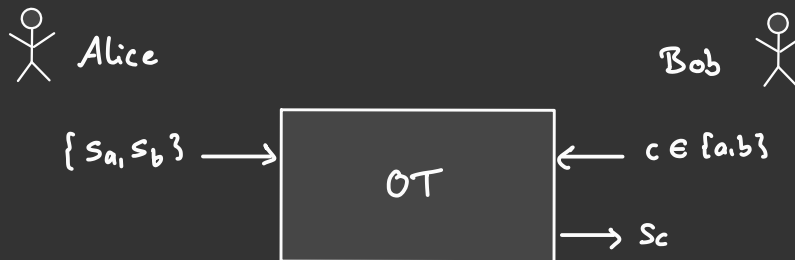 Alice
Bob
{Sa, Sb}
OT
c ∈ {a,b}
Sc